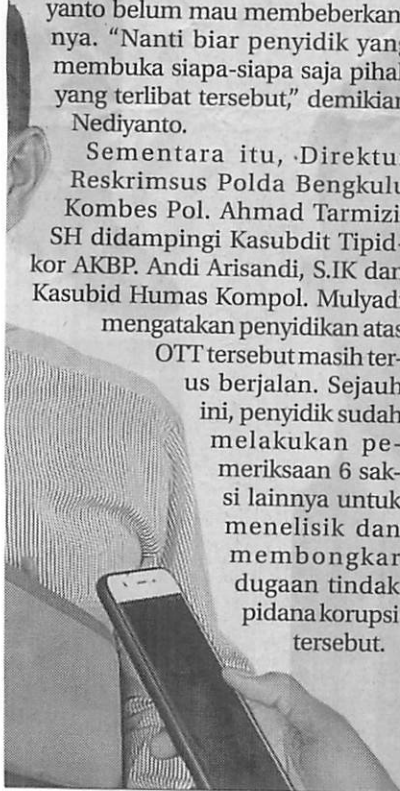 yanto belum mau membeberkan
nya. “Nanti biar penyidik yang
membuka siapa-siapa saja pihak
yang terlibat tersebut,” demikian
Nediyanto.
Sementara itu, Direktur
Reskrimsus Polda Bengkulu
Kombes Pol. Ahmad Tarmizi
SH didampingi Kasubdit Tipid-
kor AKBP. Andi Arisandi, S.IK dan
Kasubid Humas Kompol. Mulyadi
mengatakan penyidikan atas
OTT tersebut masih ter-
us berjalan. Sejauh
ini, penyidik sudah
melakukan pe-
meriksaan 6 sak-
si lainnya untuk
menelisik dan
membongkar
dugaan tindak
pidana korupsi
tersebut.